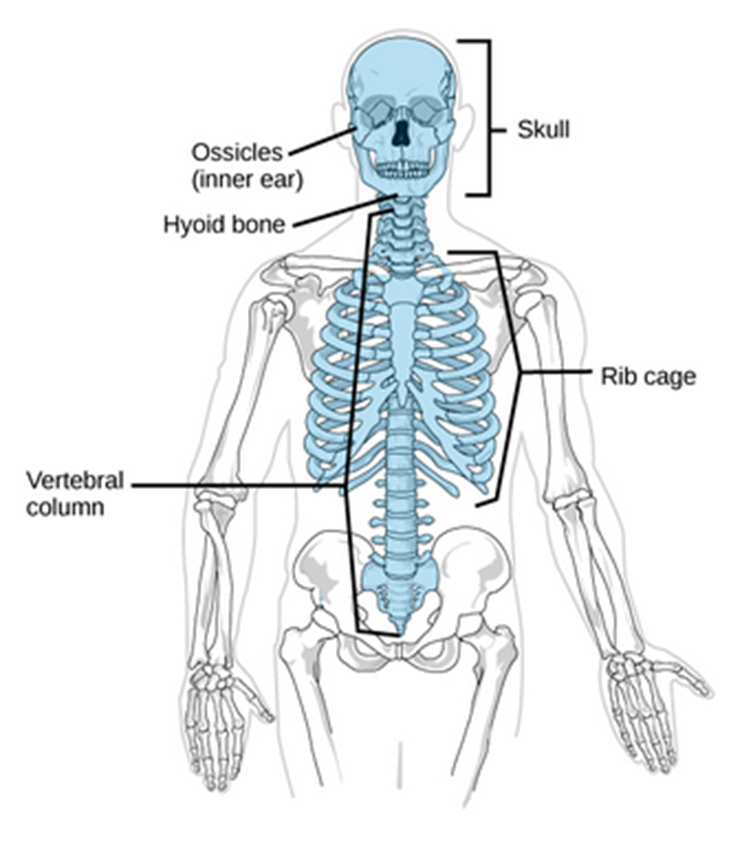 Skull
Ossicles
(inner ear)
Hyoid bone
Rib cage
Vertebral
column